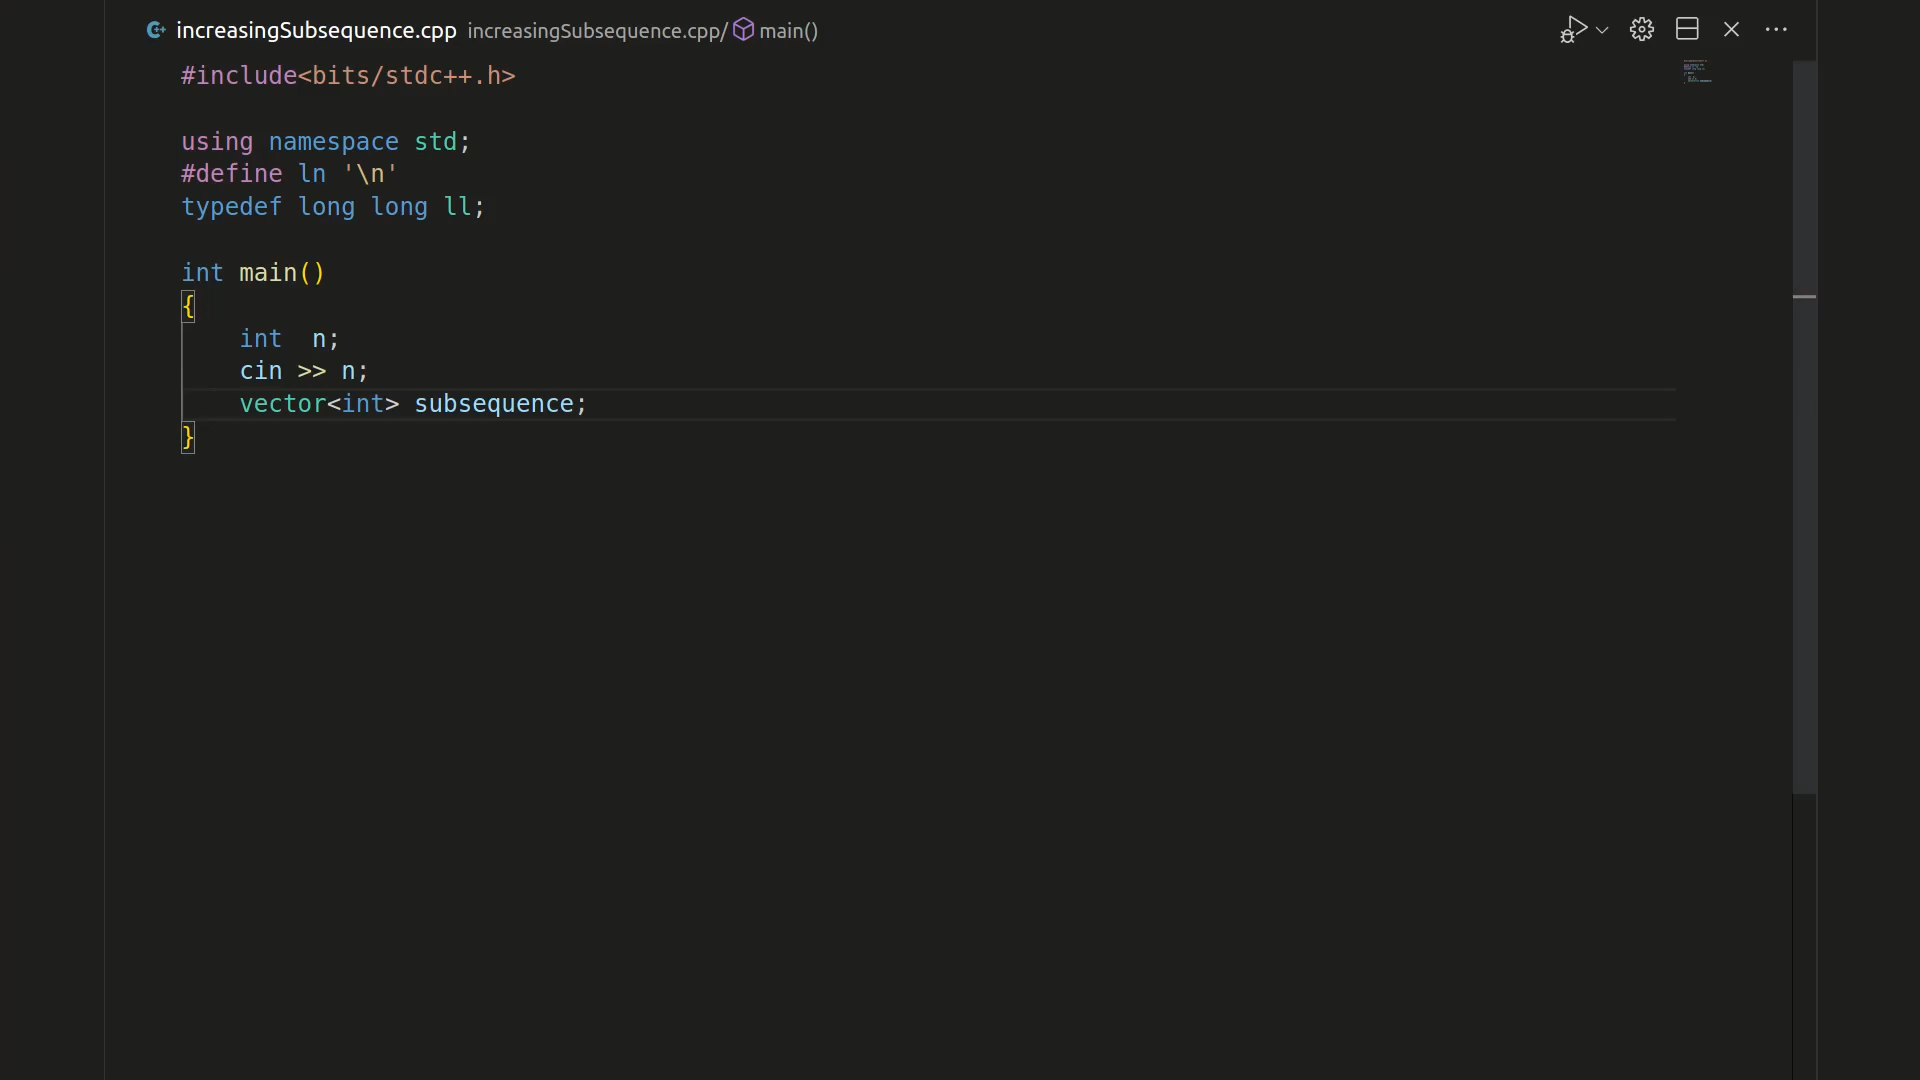 increasingSubsequence.cpp increasingSubsequence.cpp/ main()
#include<bits/stdc++.h>

using namespace std;
#define ln '\n'
typedef long long ll;

int main()
{
    int  n;
    cin >> n;
    vector<int> subsequence;
}